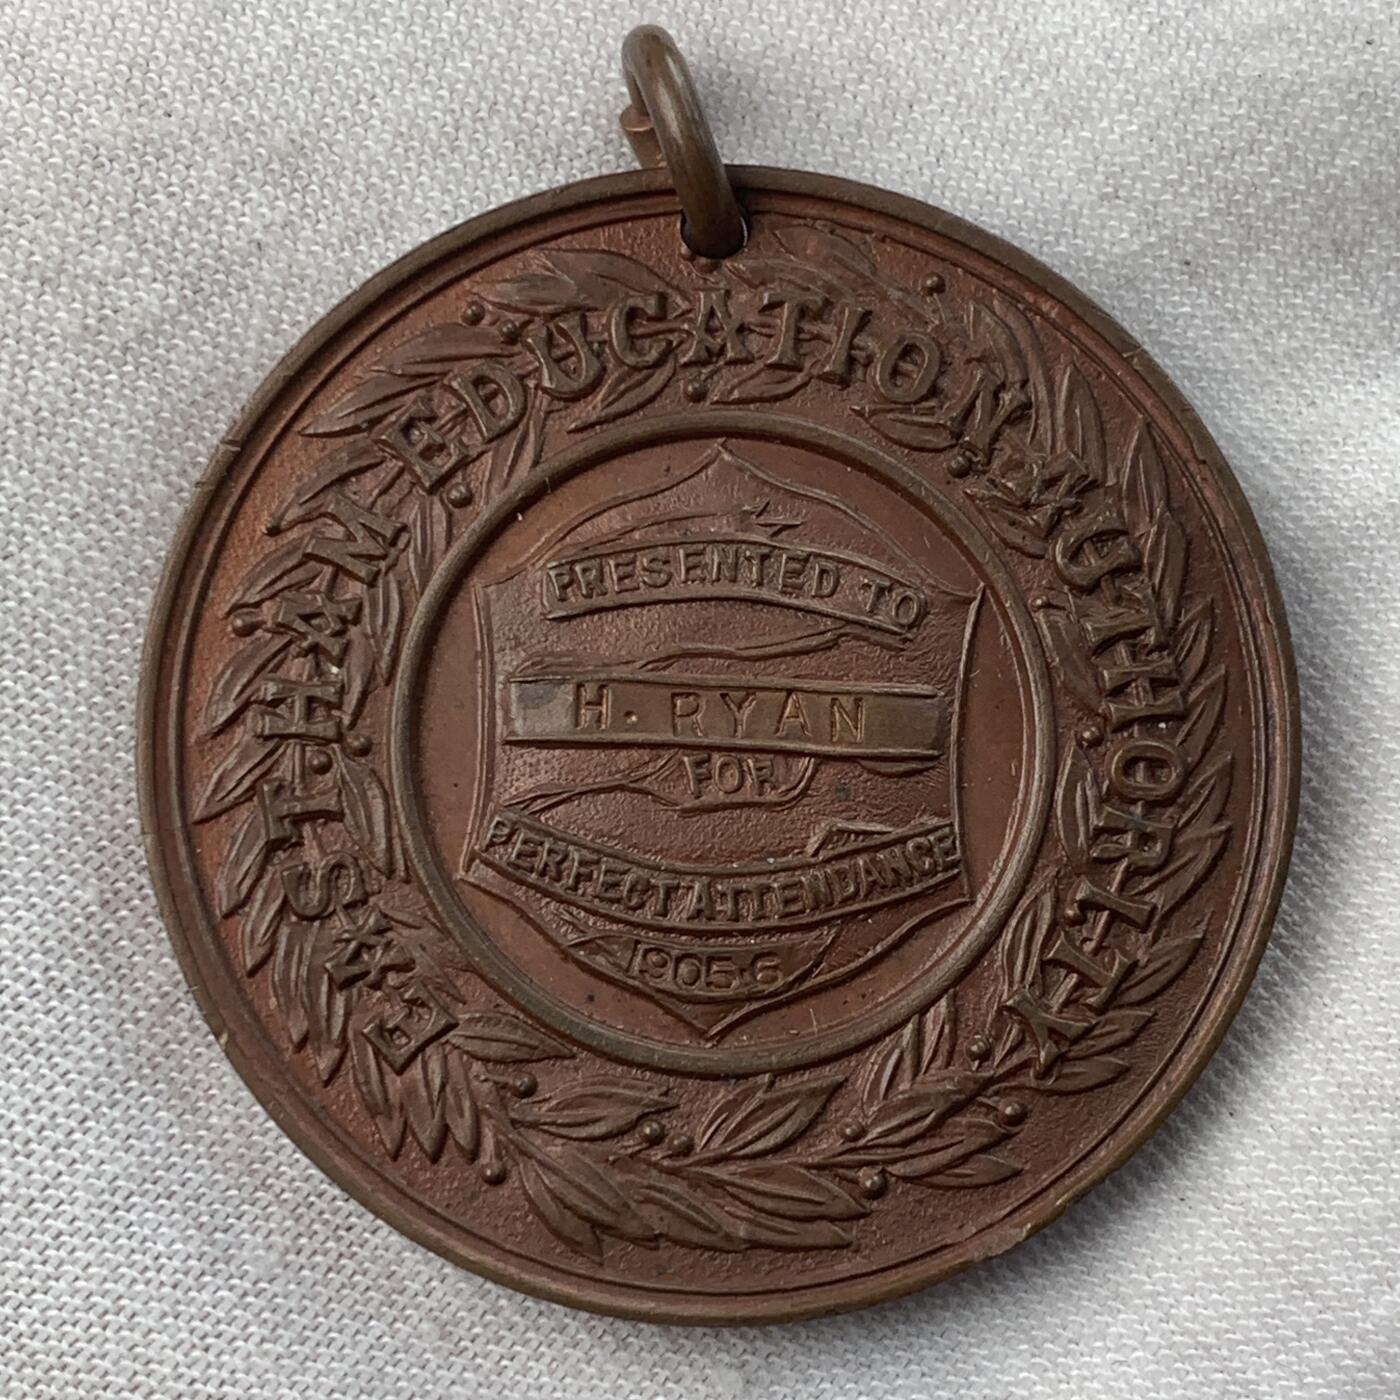 EAST·HAM EDUCATION AUTHORITY
PRESENTED TO
H. RYAN
FOR
PERFECT ATTENDANCE
1905·6